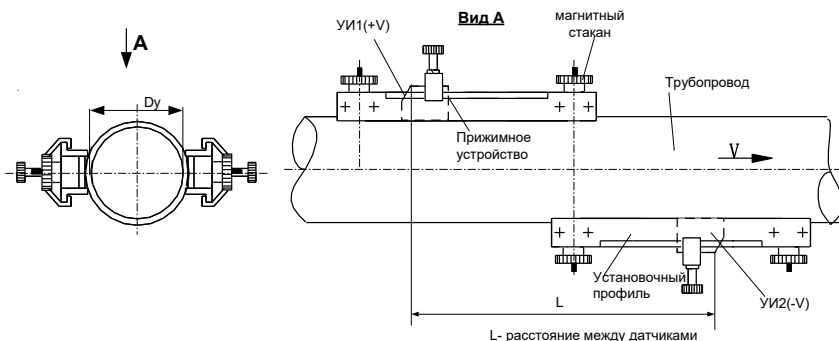 Вид А
А
УИ1(+V)
магнитный
стакан
Dy
Трубопровод
Прижимное
устройство
V
Установочный
профиль
L
УИ2(-V)
L- расстояние между датчиками